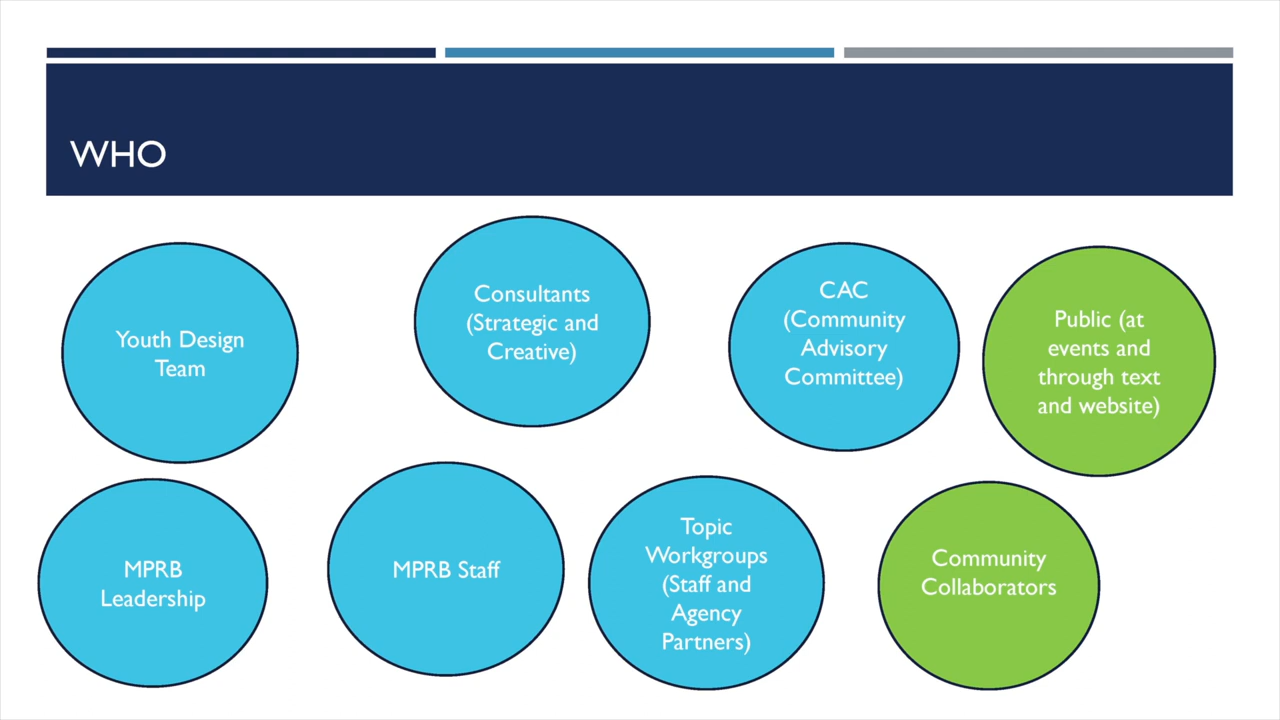 WHO
Youth Design
Team
Consultants
(Strategic and
Creative)
CAC
(Community
Advisory
Committee)
Public (at
events and
through text
and website)
MPRB
Leadership
MPRB Staff
Topic
Workgroups
(Staff and
Agency
Partners)
Community
Collaborators